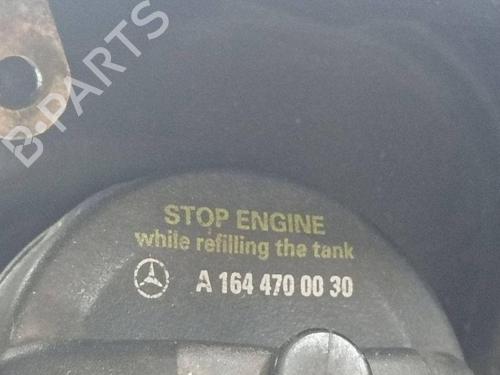 B-PARTS
STOP ENGINE
while refilling the tank
A 164 470 00 30